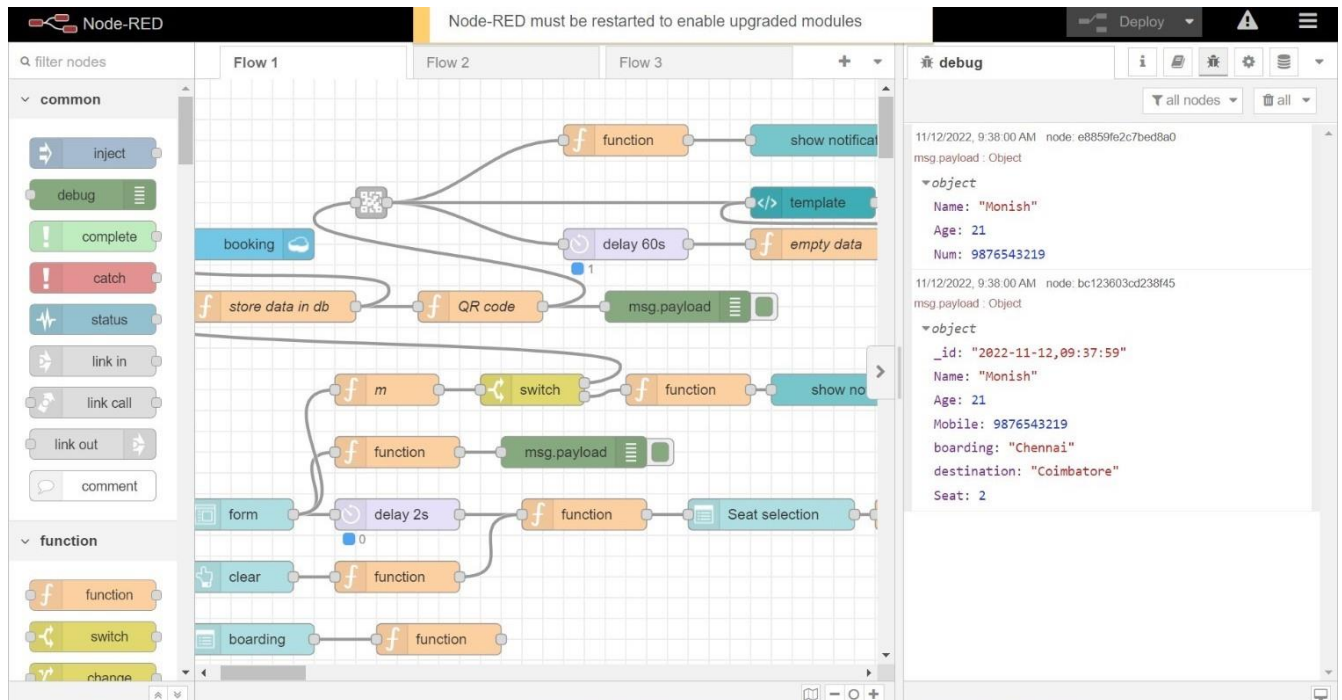 Node-RED
Node-RED must be restarted to enable upgraded modules
Deploy
filter nodes
common
inject
debug
complete
catch
status
link in
link call
link out
comment
function
function
switch
change
Flow 1
Flow 2
Flow 3
function
show notificat
template
booking
delay 60s
empty data
1
store data in db
QR code
msg.payload
m
switch
function
show no
function
msg.payload
form
delay 2s
function
Seat selection
0
clear
function
boarding
function
debug
i
all nodes
all
11/12/2022, 9:38:00 AM node: e8859fe2c7bed8a0
msg.payload : Object
object
Name: "Monish"
Age: 21
Num: 9876543219
11/12/2022, 9:38:00 AM node: bc123603cd238f45
msg.payload : Object
object
_id: "2022-11-12,09:37:59"
Name: "Monish"
Age: 21
Mobile: 9876543219
boarding: "Chennai"
destination: "Coimbatore"
Seat: 2